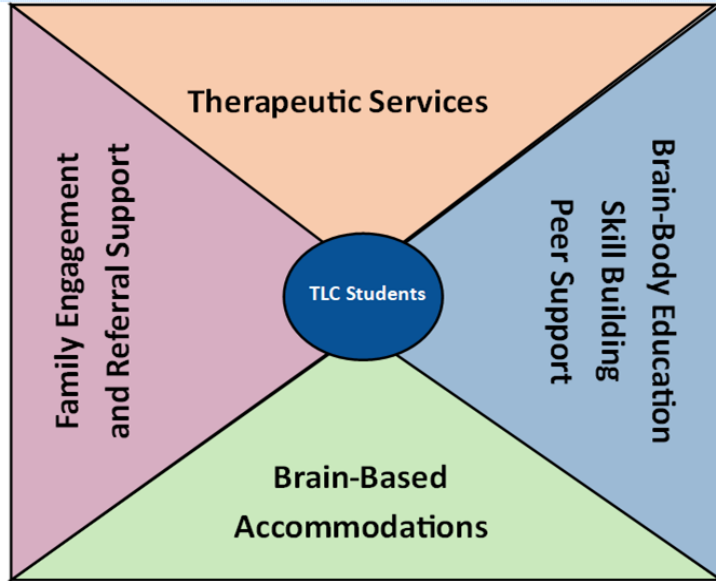 Therapeutic Services
Family Engagement
and Referral Support
TLC Students
Brain-Body Education
Skill Building
Peer Support
Brain-Based
Accommodations